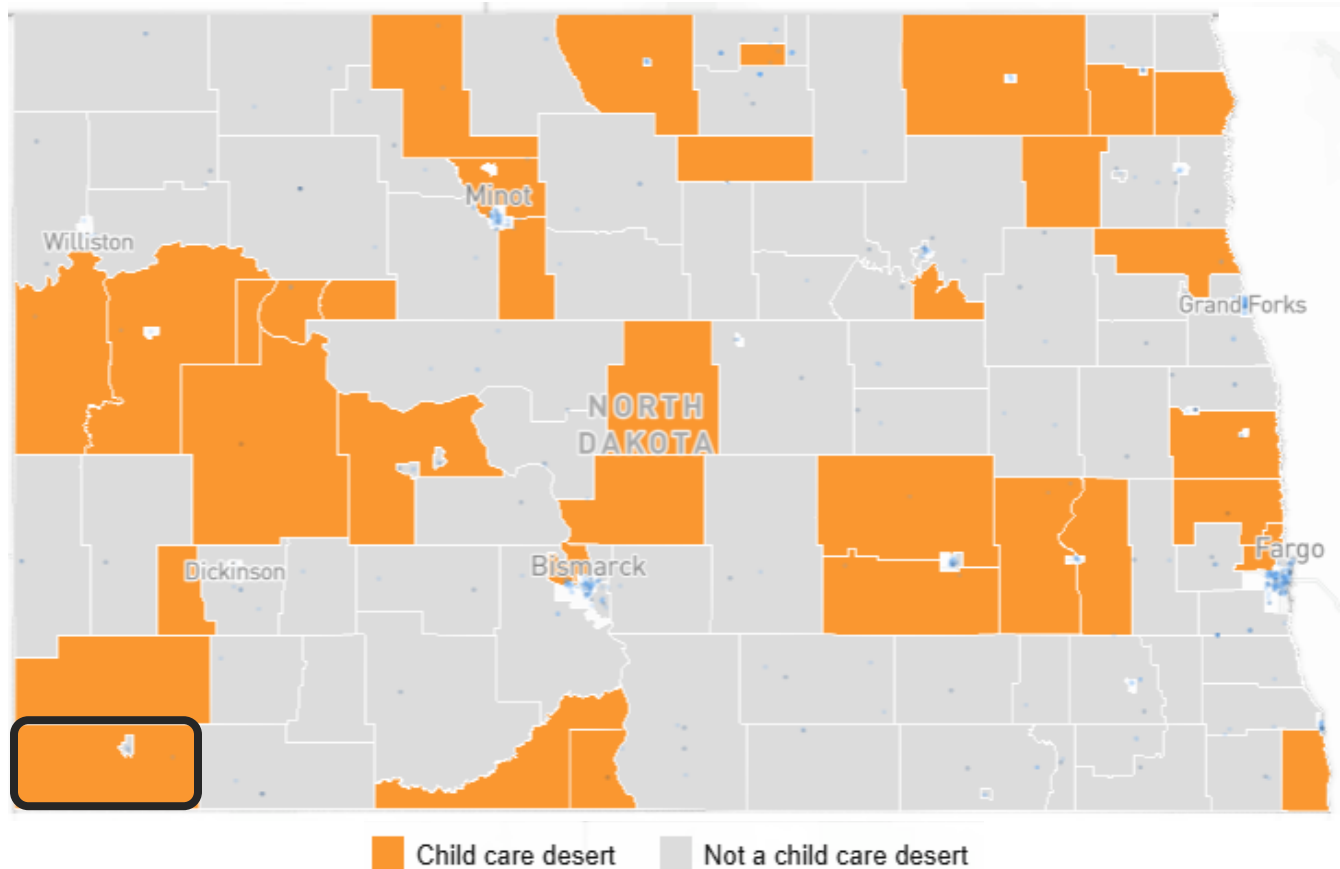 Minot
Williston
Grand Forks
NORTH
DAKOTA
Fargo
Bismarck
Dickinson
Child care desert
Not a child care desert